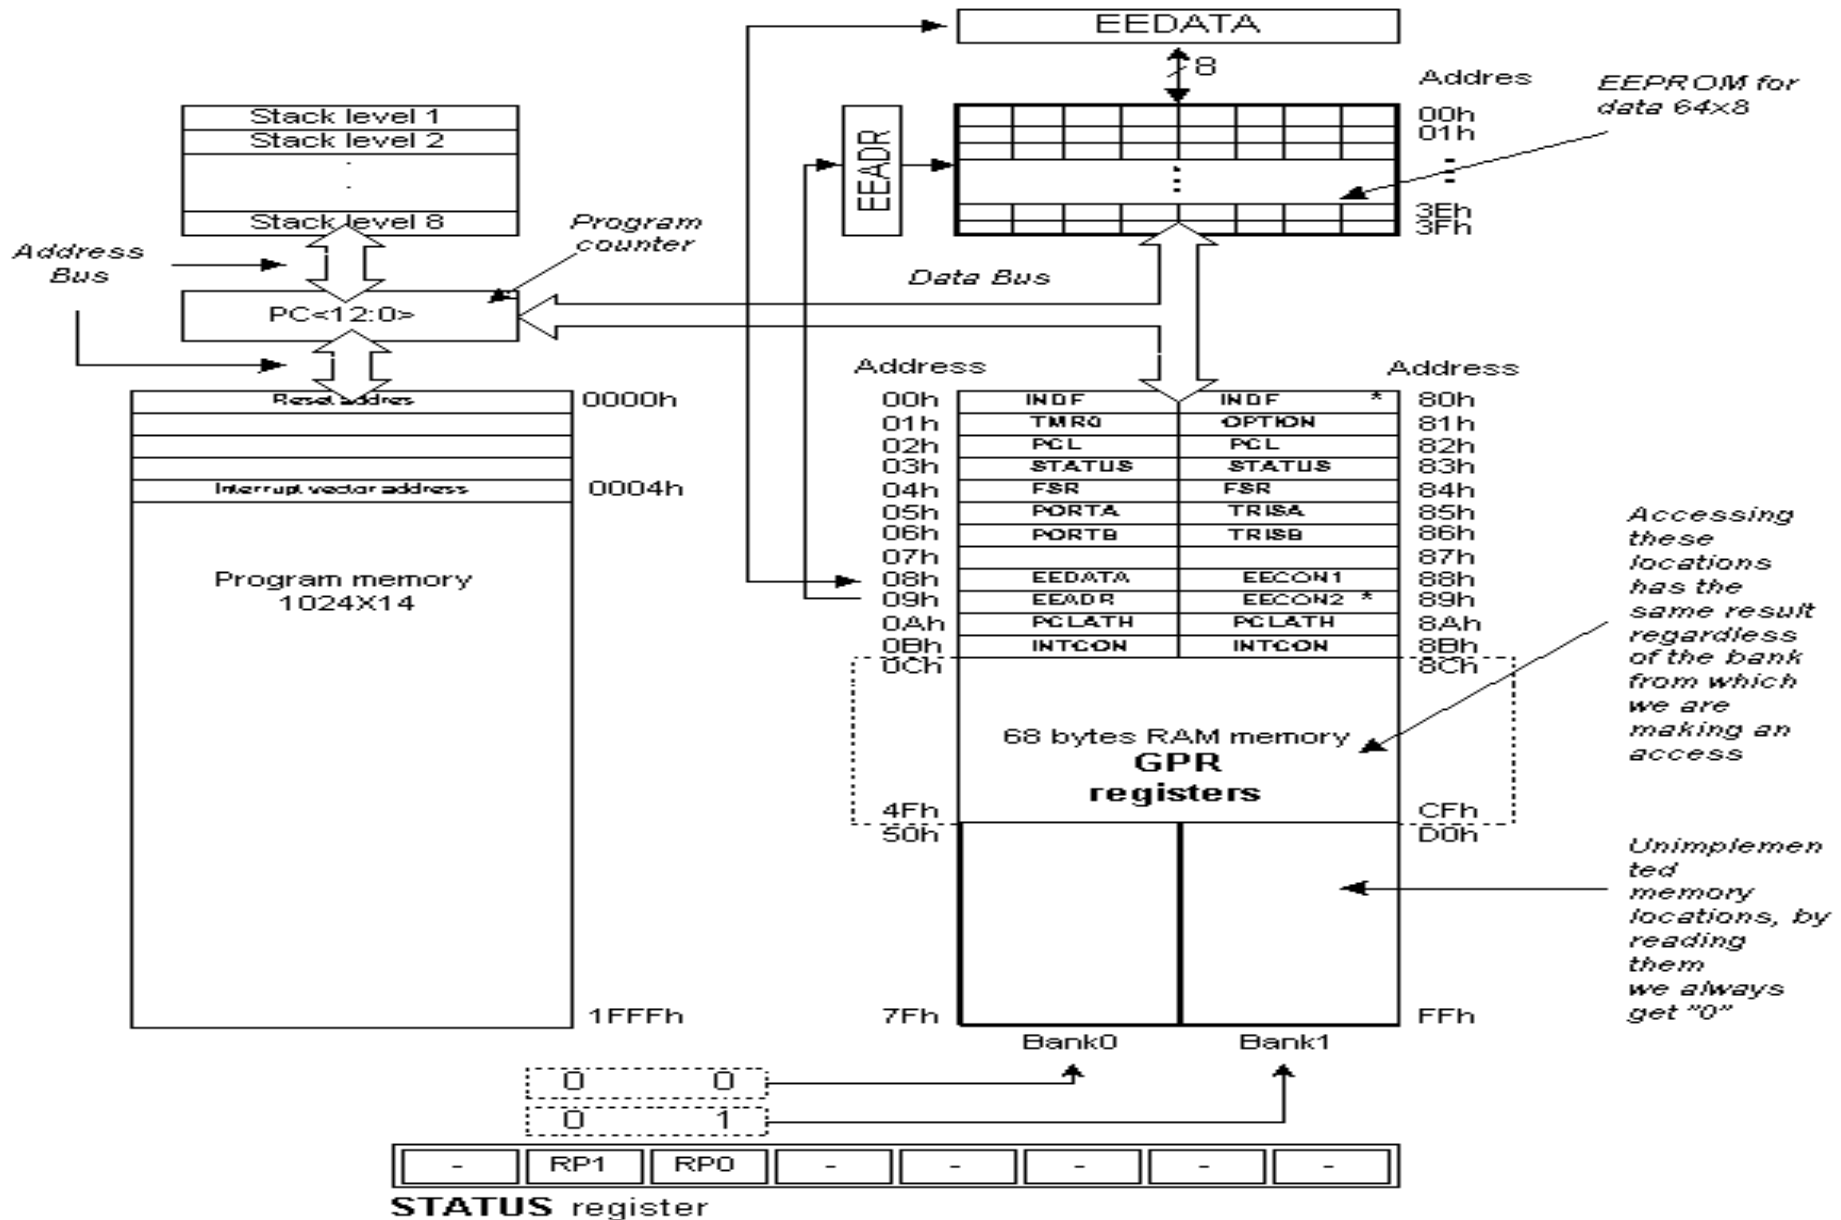 EEDATA
8
Addres
EEPROM for
data 64x8
Stack level 1
Stack level 2
Stack level 8
EEADR
00h
01h
3Eh
3Fh
Address
Bus
Program
counter
Data Bus
PC<12:0>
Address
Address
Reset addres
0000h
Interrupt vector address
0004h
Program memory
1024X14
1FFFh
00h INDF INDF * 80h
01h TMR0 OPTION 81h
02h PCL PCL 82h
03h STATUS STATUS 83h
04h FSR FSR 84h
05h PORTA TRISA 85h
06h PORTB TRISB 86h
07h 87h
08h EEDATA EECON1 88h
09h EEADR EECON2 * 89h
0Ah PCLATH PCLATH 8Ah
0Bh INTCON INTCON 8Bh
0Ch 8Ch
68 bytes RAM memory
GPR
registers
4Fh CFh
50h D0h
7Fh FFh
Bank0 Bank1
Accessing
these
locations
has the
same result
regardless
of the bank
from which
we are
making an
access
Unimplemen
ted
memory
locations, by
reading
them
we always
get "0"
0 0
0 1
- RP1 RP0 - - - - -
STATUS register